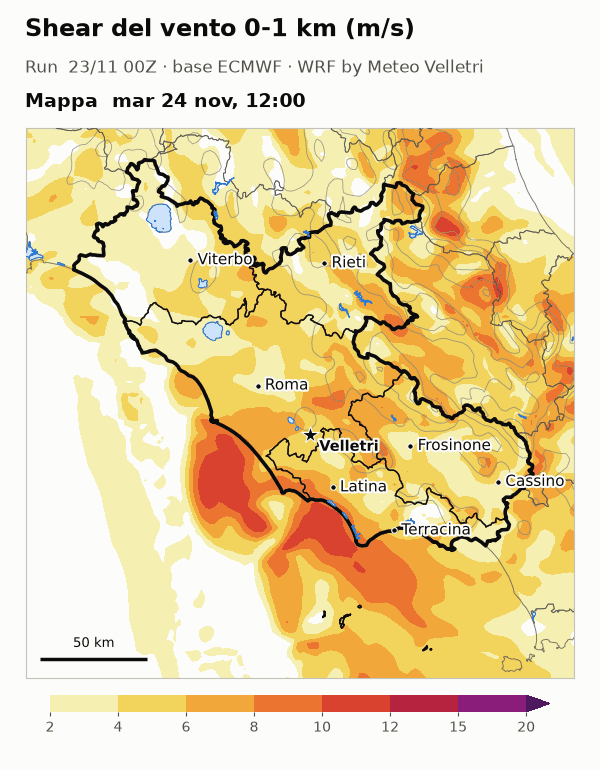 Shear del vento 0-1 km (m/s)
Run 23/11 00Z · base ECMWF · WRF by Meteo Velletri
Mappa mar 24 nov, 12:00
Viterbo
Rieti
Roma
Velletri
Frosinone
Cassino
Latina
Terracina
50 km
2 4 6 8 10 12 15 20